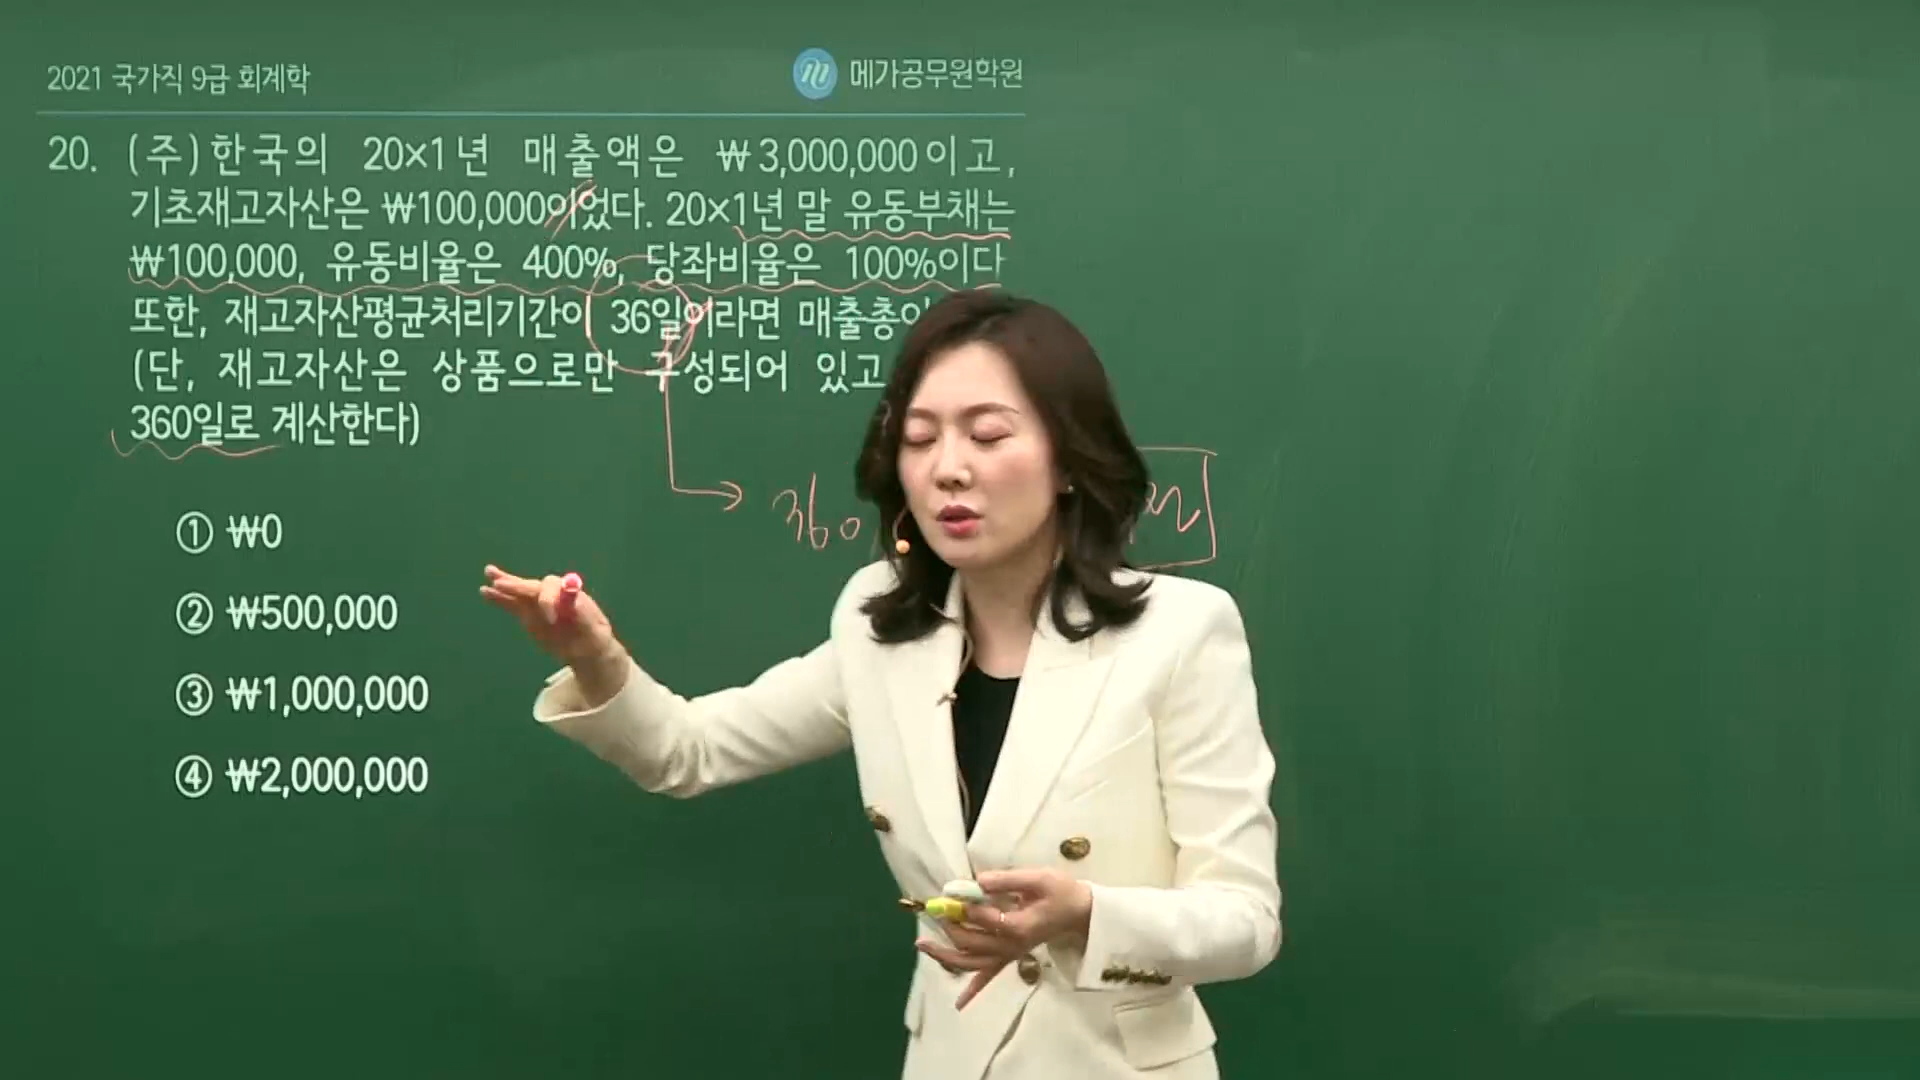 2021 국가직 9급 회계학
메가공무원학원
20. (주)한국의 20×1년 매출액은 ₩3,000,000이고,
기초재고자산은 ₩100,000이었다. 20×1년 말 유동부채는
₩100,000, 유동비율은 400%, 당좌비율은 100%이다
또한, 재고자산평균처리기간이 36일이라면 매출총
(단, 재고자산은 상품으로만 구성되어 있고
360일로 계산한다)
360
① ₩0
② ₩500,000
③ ₩1,000,000
④ ₩2,000,000